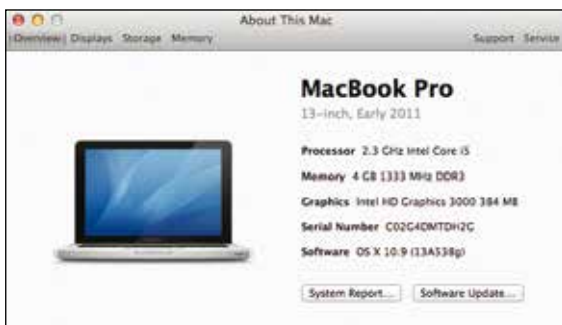 About This Mac
Overview Displays Storage Memory Support Service
MacBook Pro
13-inch, Early 2011
Processor 2.3 GHz Intel Core i5
Memory 4 GB 1333 MHz DDR3
Graphics Intel HD Graphics 3000 384 MB
Serial Number C02G4DMTDH2G
Software OS X 10.9 (13A538g)
System Report... Software Update...